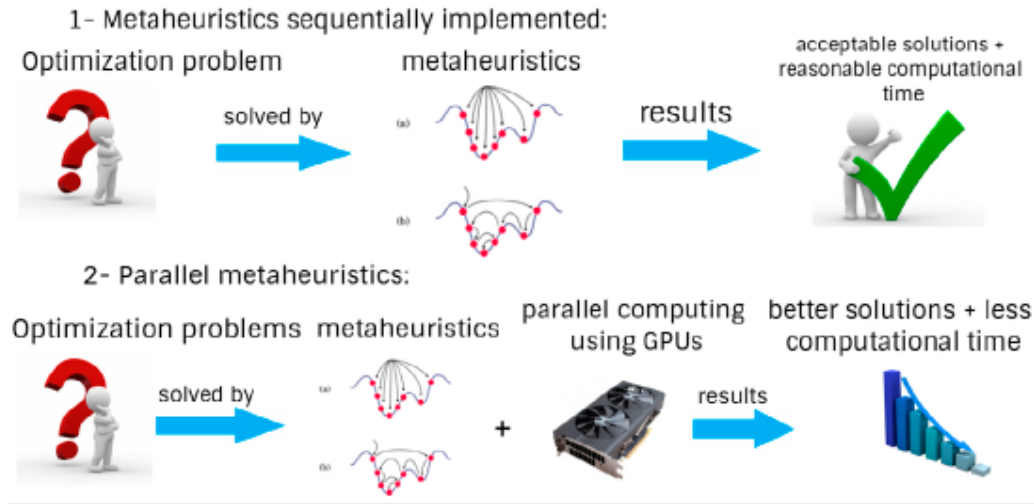 1- Metaheuristics sequentially implemented:
Optimization problem
solved by
metaheuristics
(a)
(b)
results
acceptable solutions +
reasonable computational
time
2- Parallel metaheuristics:
Optimization problems
solved by
metaheuristics
(a)
(b)
+
parallel computing
using GPUs
results
better solutions + less
computational time